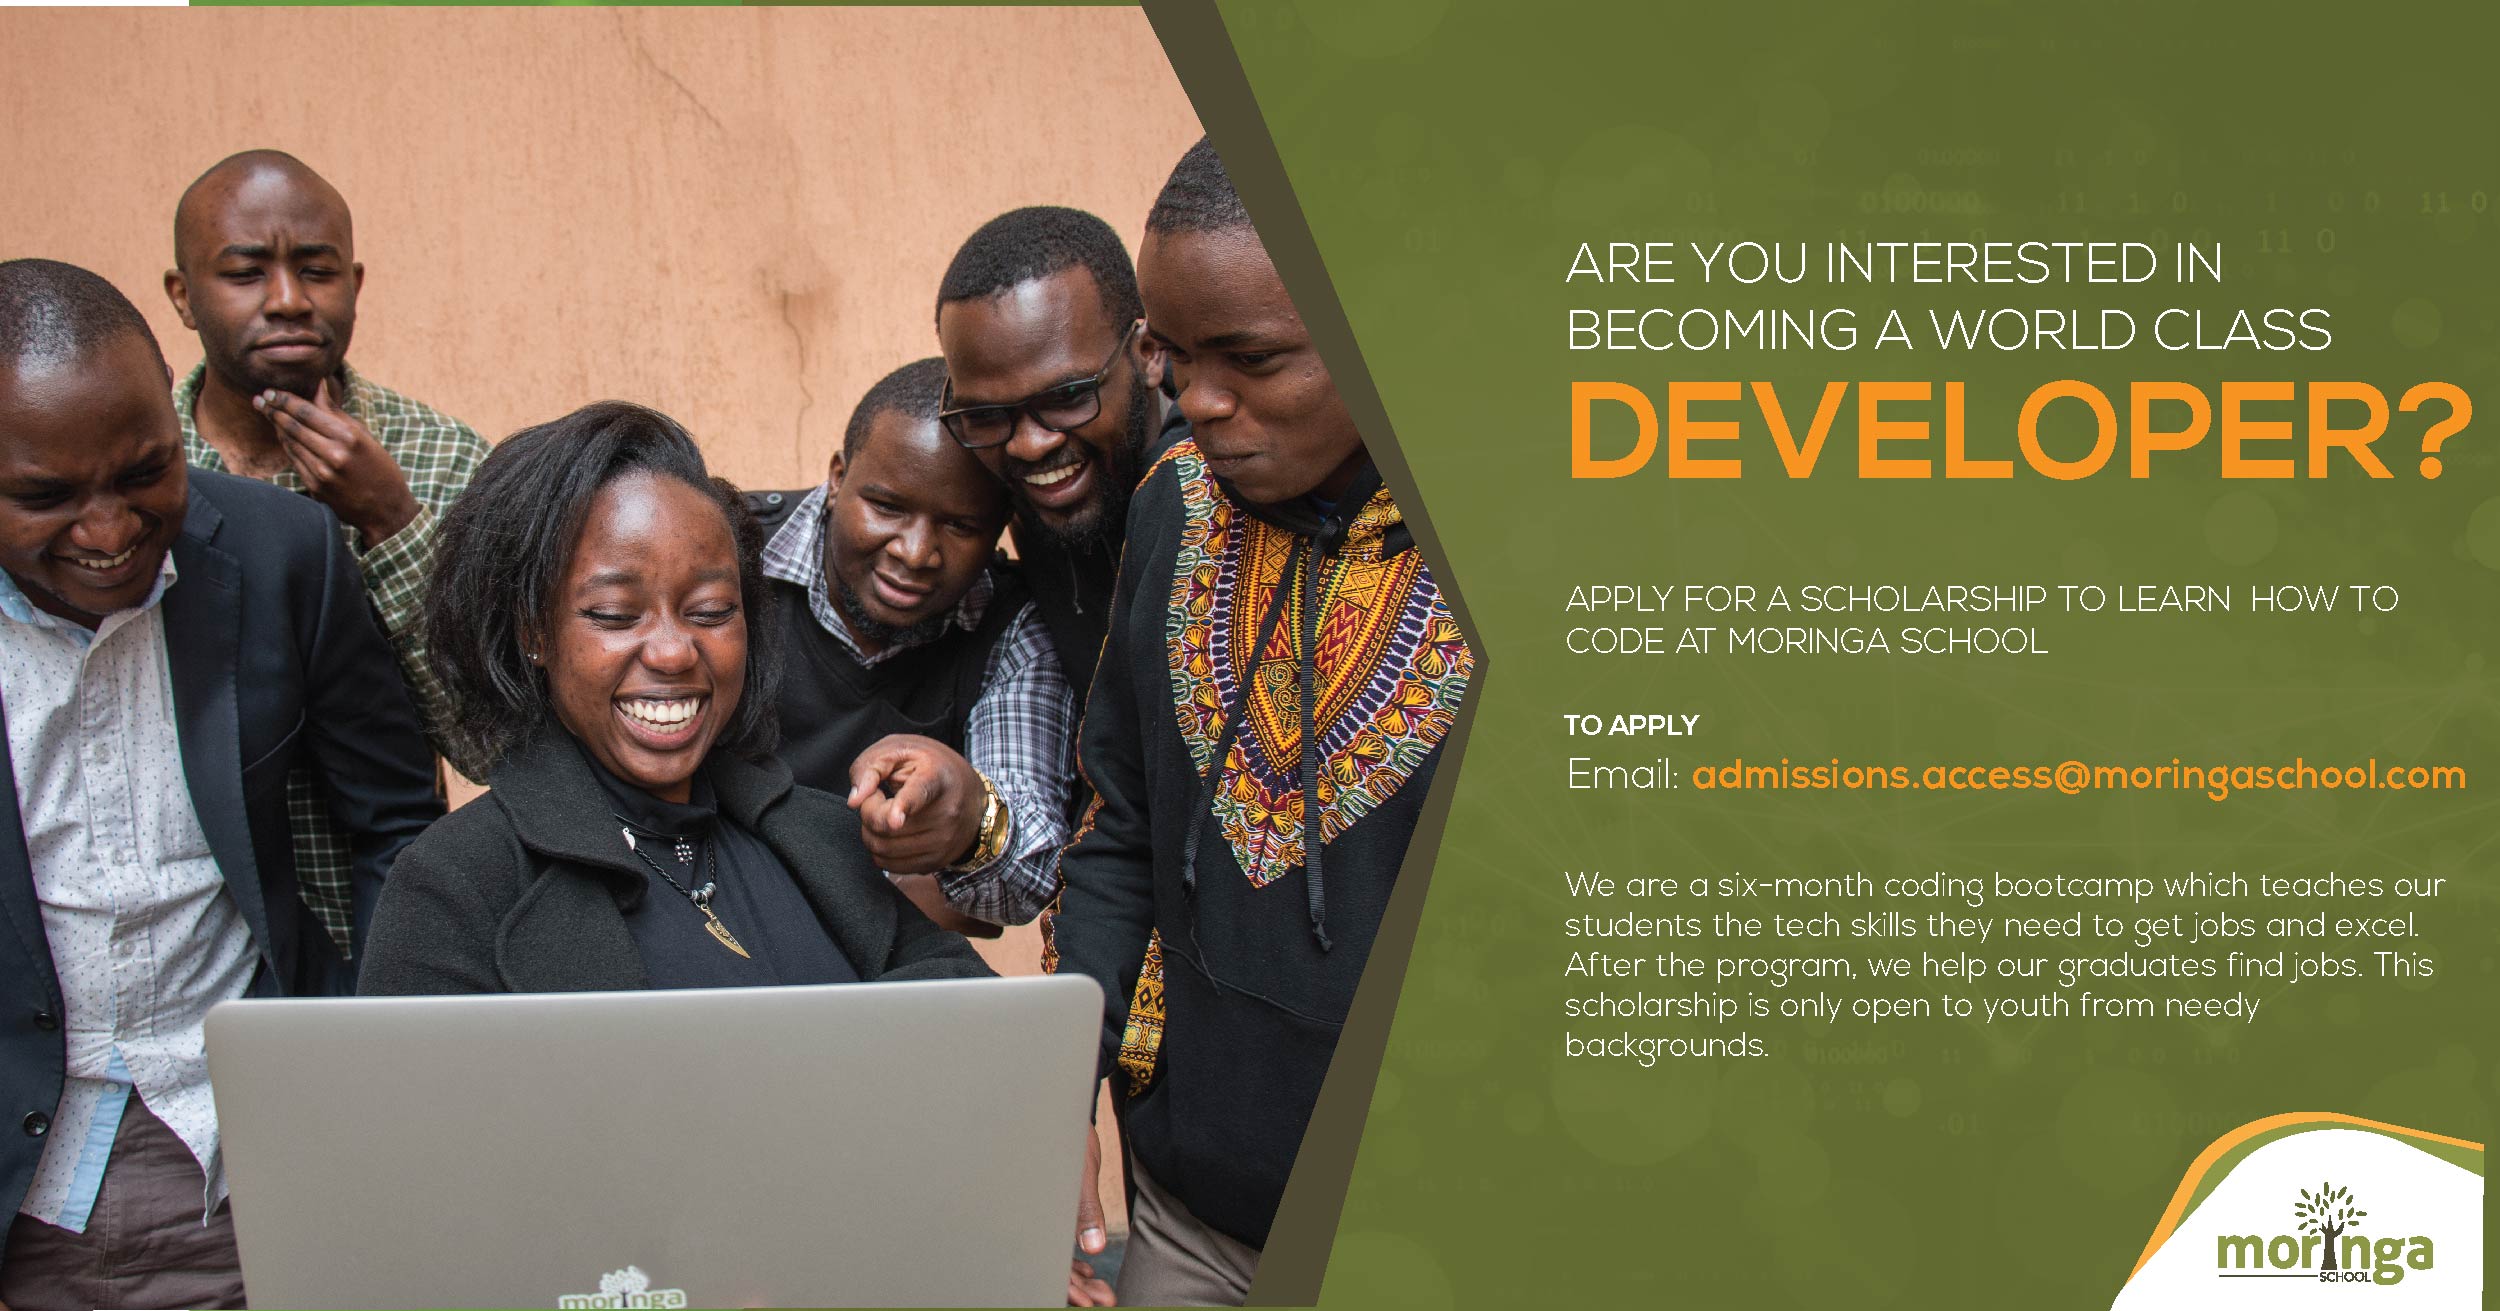 ARE YOU INTERESTED IN
BECOMING A WORLD CLASS
DEVELOPER?
APPLY FOR A SCHOLARSHIP TO LEARN HOW TO
CODE AT MORINGA SCHOOL
TO APPLY
Email: admissions.access@moringaschool.com
We are a six-month coding bootcamp which teaches our
students the tech skills they need to get jobs and excel.
After the program, we help our graduates find jobs. This
scholarship is only open to youth from needy
backgrounds.
moringa
SCHOOL
moringa